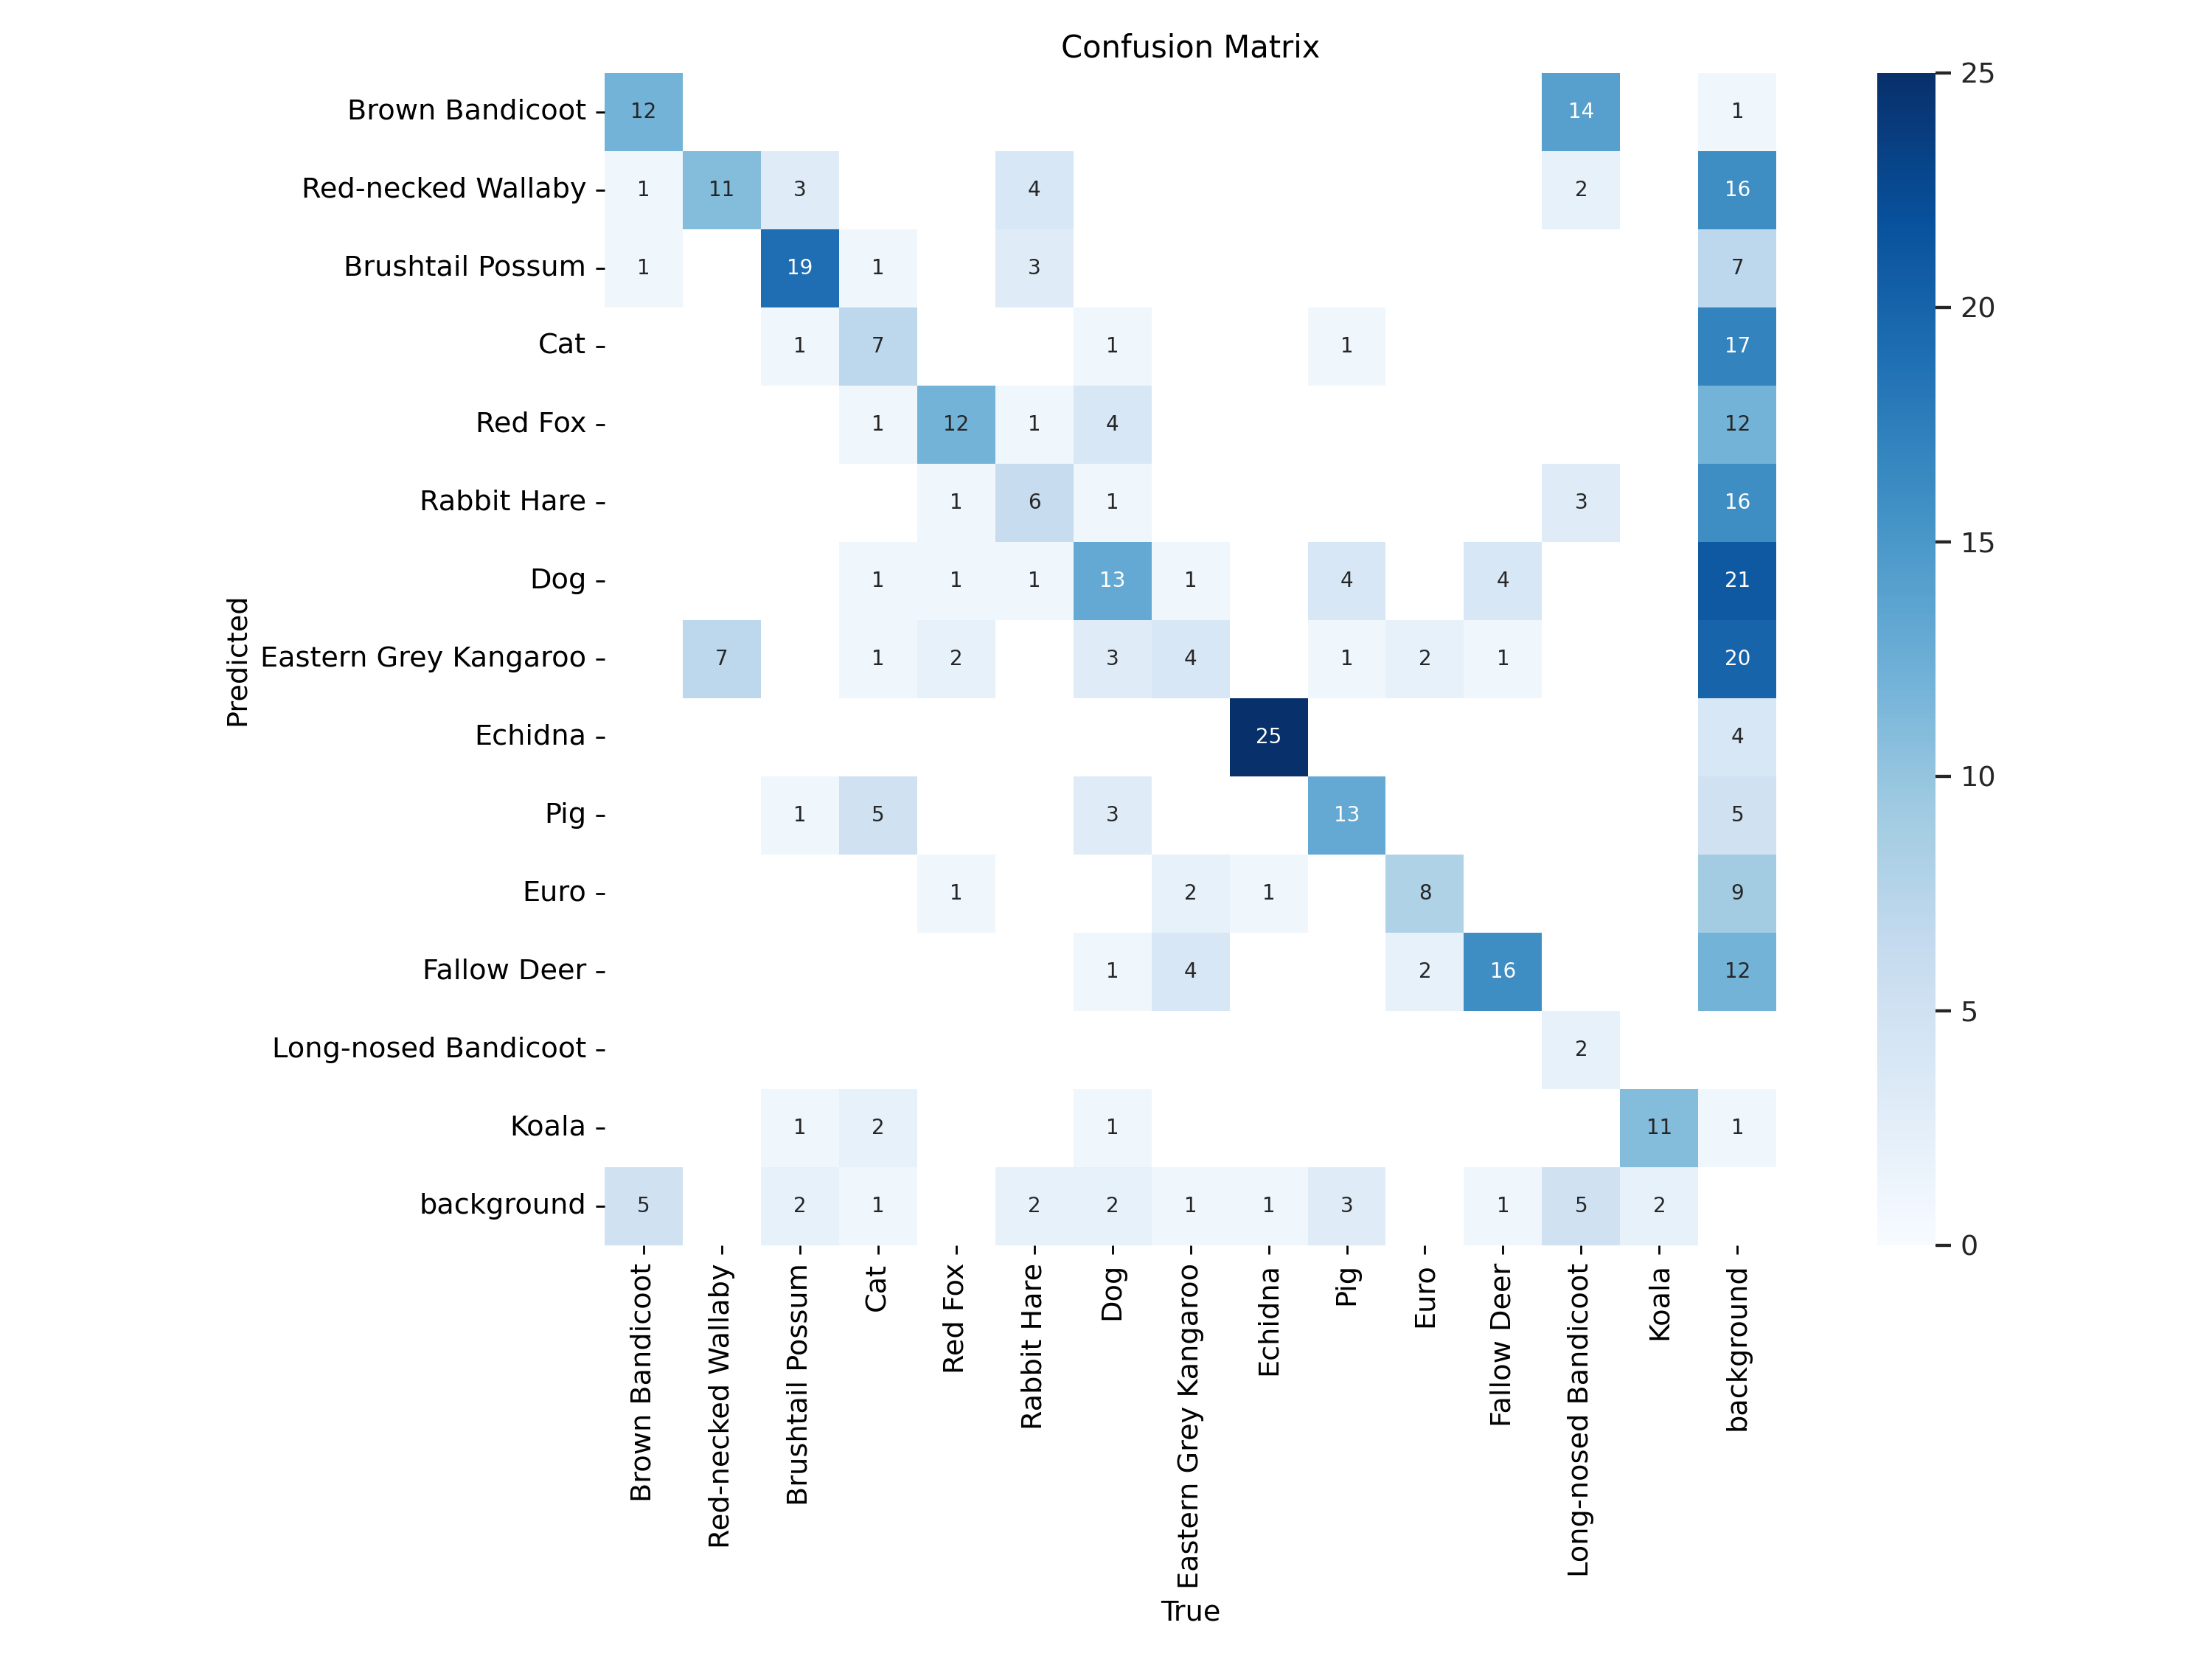 Confusion Matrix
Brown Bandicoot 12 14 1 25
Red-necked Wallaby 1 11 3 4 2 16
Brushtail Possum 1 19 1 3 7
20
Cat 1 7 1 1 17
Red Fox 1 12 1 4 12
Rabbit Hare 1 6 1 3 16
15
Dog 1 1 1 13 1 4 4 21
Predicted
Eastern Grey Kangaroo 7 1 2 3 4 1 2 1 20
Echidna 25 4
10
Pig 1 5 3 13 5
Euro 1 2 1 8 9
Fallow Deer 1 4 2 16 12
5
Long-nosed Bandicoot 2
Koala 1 2 1 11 1
background 5 2 1 2 2 1 1 3 1 5 2
0
Brown Bandicoot
Red-necked Wallaby
Brushtail Possum
Cat
Red Fox
Rabbit Hare
Dog
Eastern Grey Kangaroo
Echidna
Pig
Euro
Fallow Deer
Long-nosed Bandicoot
Koala
background
True